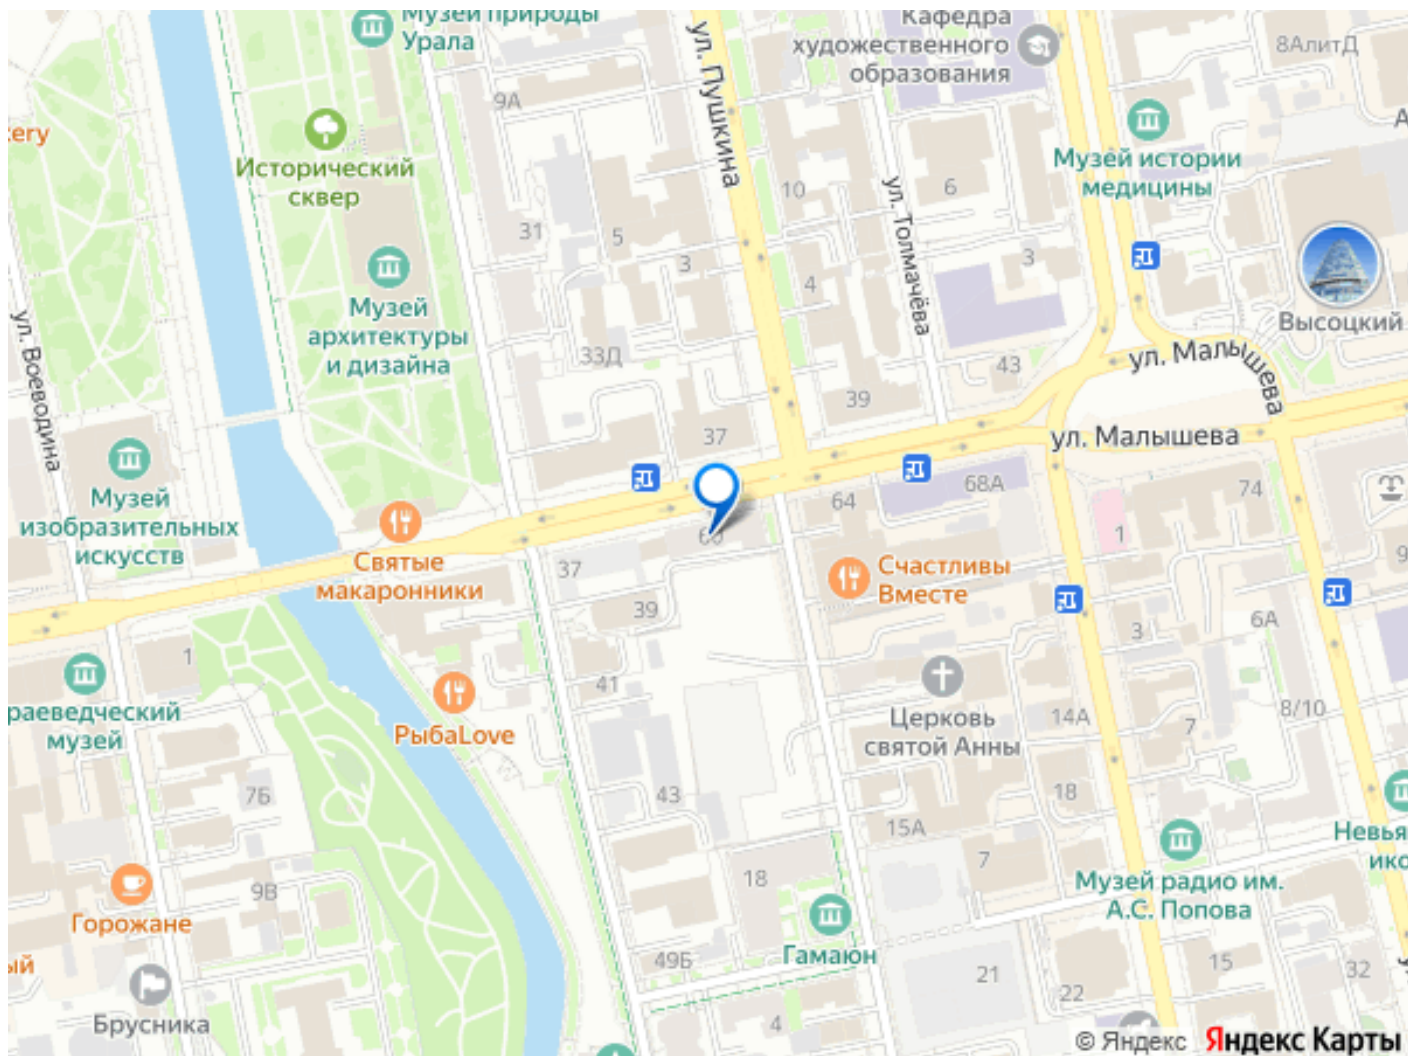 Музей природы
Урала
ул. Пушкина
Кафедра
художественного
образования
8АлитД
9А
Исторический
сквер
Музей истории
медицины
10
6
ул. Толмачёва
31
5
3
4
3
Музей
архитектуры
и дизайна
33Д
Высоцкий
ул. Малышева
43
39
ул. Воеводина
37
ул. Малышева
Музей
изобразительных
искусств
68А
74
64
1
Святые
макаронники
37
Счастливы
Вместе
39
3
6А
1
41
Церковь
святой Анны
14А
7
8/10
раеведческий
музей
РыбаLove
7Б
43
18
15А
7
Музей радио им.
А.С. Попова
18
9В
Горожане
Гамаюн
49Б
21
15
32
22
Брусника
4
© Яндекс
Яндекс Карты